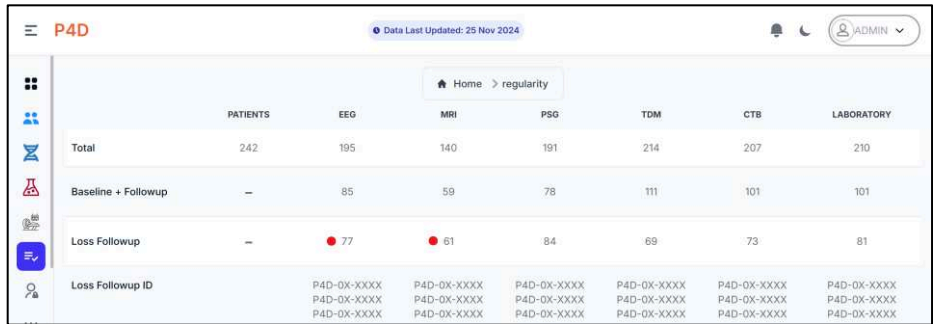 P4D
Data Last Updated: 25 Nov 2024
ADMIN
Home > regularity
PATIENTS EEG MRI PSG TDM CTB LABORATORY
Total 242 195 140 191 214 207 210
Baseline + Followup – 85 59 78 111 101 101
Loss Followup – 77 61 84 69 73 81
Loss Followup ID P4D-0X-XXXX P4D-0X-XXXX P4D-0X-XXXX P4D-0X-XXXX P4D-0X-XXXX P4D-0X-XXXX
P4D-0X-XXXX P4D-0X-XXXX P4D-0X-XXXX P4D-0X-XXXX P4D-0X-XXXX P4D-0X-XXXX
P4D-0X-XXXX P4D-0X-XXXX P4D-0X-XXXX P4D-0X-XXXX P4D-0X-XXXX P4D-0X-XXXX